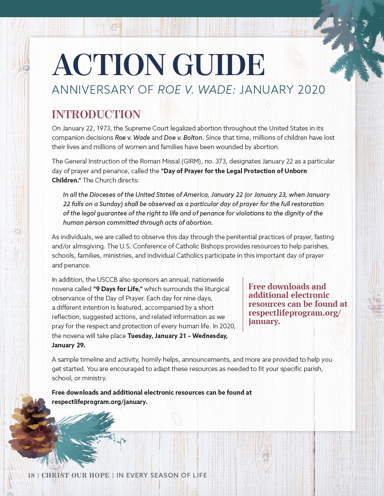 ACTION GUIDE
ANNIVERSARY OF ROE V. WADE: JANUARY 2020
INTRODUCTION
On January 22, 1973, the Supreme Court legalized abortion throughout the United States in its
companion decisions Roe v. Wade and Doe v. Bolton. Since that time, millions of children have lost
their lives and millions of women and families have been wounded by abortion.
The General Instruction of the Roman Missal (GIRM), no. 373, designates January 22 as a particular
day of prayer and penance, called the “Day of Prayer for the Legal Protection of Unborn
Children.” The Church directs:
In all the Dioceses of the United States of America, January 22 (or January 23, when January
22 falls on a Sunday) shall be observed as a particular day of prayer for the full restoration
of the legal guarantee of the right to life and of penance for violations to the dignity of the
human person committed through acts of abortion.
As individuals, we are called to observe this day through the penitential practices of prayer, fasting
and/or almsgiving. The U.S. Conference of Catholic Bishops provides resources to help parishes,
schools, families, ministries, and individual Catholics participate in this important day of prayer
and penance.
In addition, the USCCB also sponsors an annual, nationwide
novena called “9 Days for Life,” which surrounds the liturgical
observance of the Day of Prayer. Each day for nine days,
a different intention is featured, accompanied by a short
reflection, suggested actions, and related information as we
pray for the respect and protection of every human life. In 2020,
the novena will take place Tuesday, January 21 – Wednesday,
January 29.
Free downloads and
additional electronic
resources can be found at
respectlifeprogram.org/
january.
A sample timeline and activity, homily helps, announcements, and more are provided to help you
get started. You are encouraged to adapt these resources as needed to fit your specific parish,
school, or ministry.
Free downloads and additional electronic resources can be found at
respectlifeprogram.org/january.
18 | CHRIST OUR HOPE | IN EVERY SEASON OF LIFE